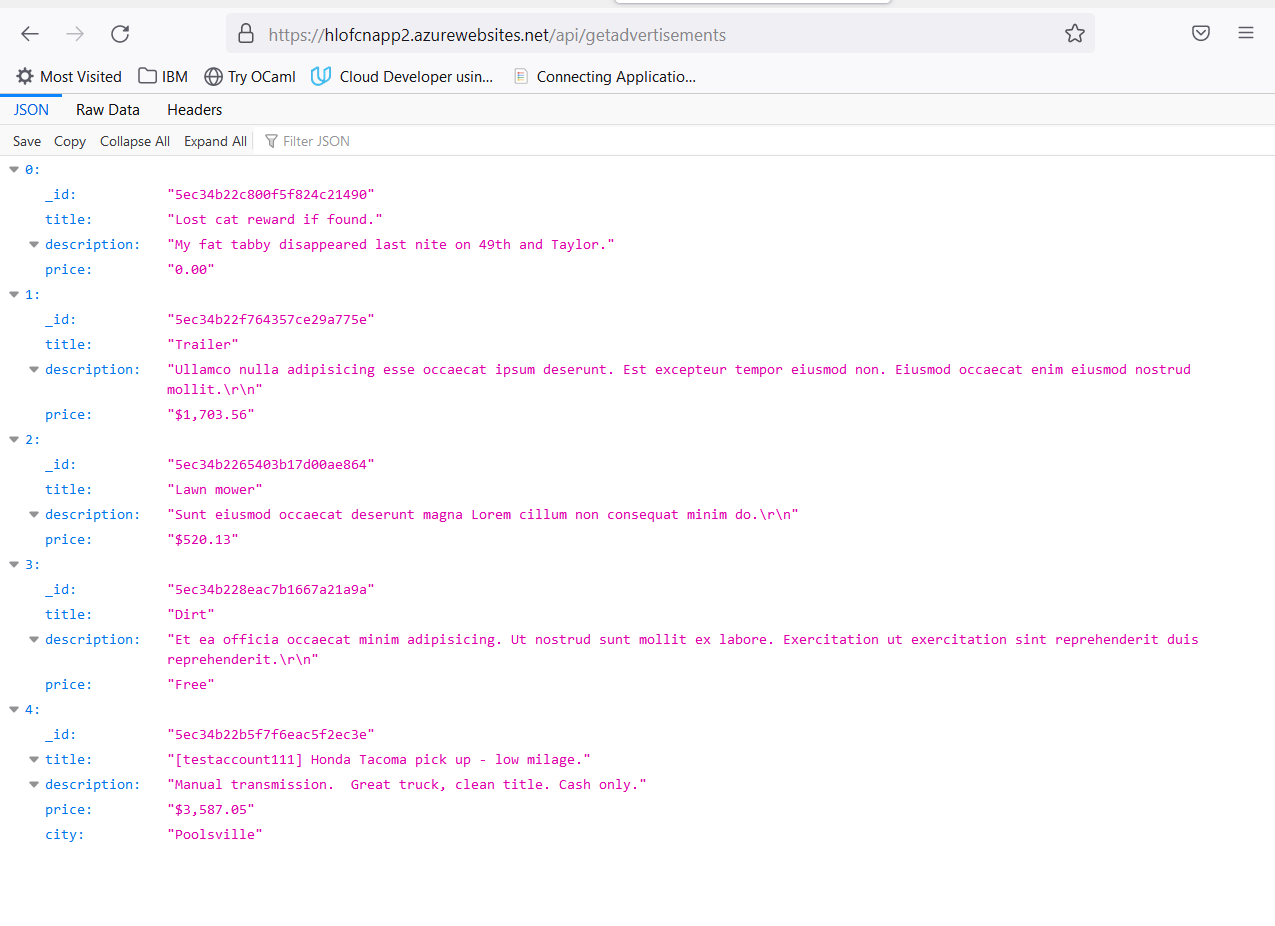 https://hlofcnapp2.azurewebsites.net/api/getadvertisements
Most Visited IBM Try OCaml Cloud Developer usin... Connecting Applicatio...
JSON Raw Data Headers
Save Copy Collapse All Expand All Filter JSON
0:
_id: "5ec34b22c800f5f824c21490"
title: "Lost cat reward if found."
description: "My fat tabby disappeared last nite on 49th and Taylor."
price: "0.00"
1:
_id: "5ec34b22f764357ce29a775e"
title: "Trailer"
description: "Ullamco nulla adipisicing esse occaecat ipsum deserunt. Est excepteur tempor eiusmod non. Eiusmod occaecat enim eiusmod nostrud
mollit.\r\n"
price: "$1,703.56"
2:
_id: "5ec34b2265403b17d00ae864"
title: "Lawn mower"
description: "Sunt eiusmod occaecat deserunt magna Lorem cillum non consequat minim do.\r\n"
price: "$520.13"
3:
_id: "5ec34b228eac7b1667a21a9a"
title: "Dirt"
description: "Et ea officia occaecat minim adipisicing. Ut nostrud sunt mollit ex labore. Exercitation ut exercitation sint reprehenderit duis
reprehenderit.\r\n"
price: "Free"
4:
_id: "5ec34b22b5f7f6eac5f2ec3e"
title: "[testaccount111] Honda Tacoma pick up - low milage."
description: "Manual transmission.  Great truck, clean title. Cash only."
price: "$3,587.05"
city: "Poolsville"